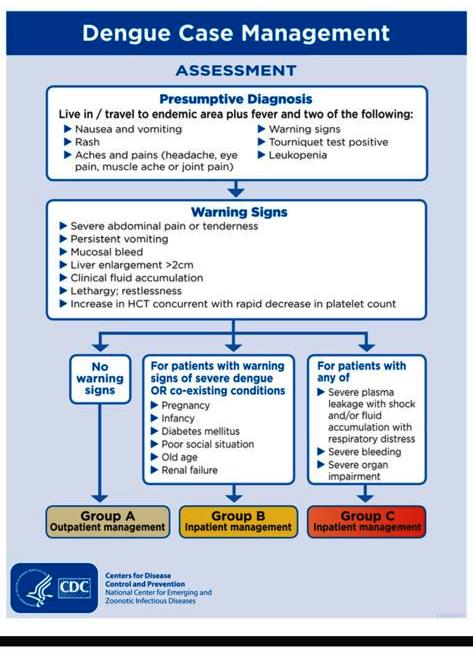 Dengue Case Management
ASSESSMENT
Presumptive Diagnosis
Live in / travel to endemic area plus fever and two of the following:
▶ Nausea and vomiting
▶ Rash
▶ Aches and pains (headache, eye
pain, muscle ache or joint pain)
▶ Warning signs
▶ Tourniquet test positive
▶ Leukopenia
Warning Signs
▶ Severe abdominal pain or tenderness
▶ Persistent vomiting
▶ Mucosal bleed
▶ Liver enlargement >2cm
▶ Clinical fluid accumulation
▶ Lethargy; restlessness
▶ Increase in HCT concurrent with rapid decrease in platelet count
No
warning
signs
For patients with warning
signs of severe dengue
OR co-existing conditions
▶ Pregnancy
▶ Infancy
▶ Diabetes mellitus
▶ Poor social situation
▶ Old age
▶ Renal failure
For patients with
any of
▶ Severe plasma
leakage with shock
and/or fluid
accumulation with
respiratory distress
▶ Severe bleeding
▶ Severe organ
impairment
Group A
Outpatient management
Group B
Inpatient management
Group C
Inpatient management
CDC
Centers for Disease
Control and Prevention
National Center for Emerging and
Zoonotic Infectious Diseases